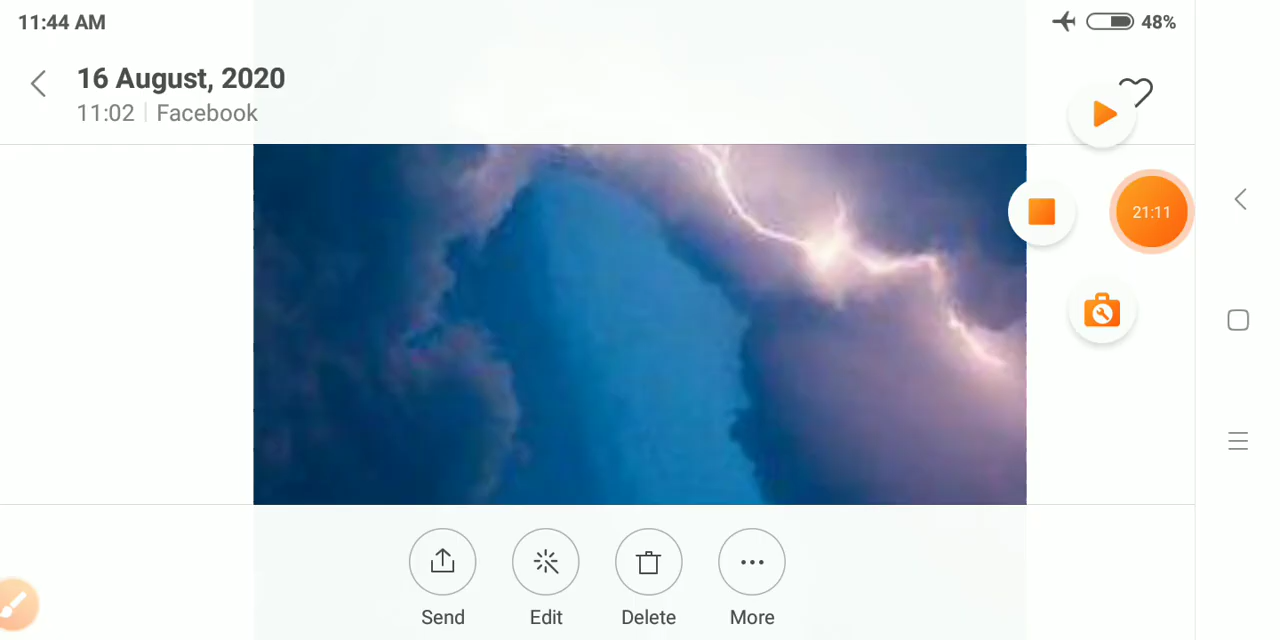 11:44 AM
48%
16 August, 2020
11:02 | Facebook
21:11
Send
Edit
Delete
More